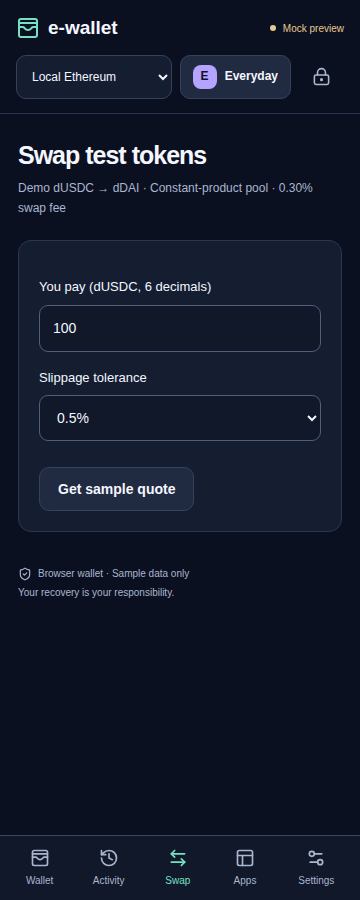 e-wallet
Mock preview
Local Ethereum
E
Everyday
Swap test tokens
Demo dUSDC → dDAI · Constant-product pool · 0.30%
swap fee
You pay (dUSDC, 6 decimals)
100
Slippage tolerance
0.5%
Get sample quote
Browser wallet · Sample data only
Your recovery is your responsibility.
Wallet
Activity
Swap
Apps
Settings